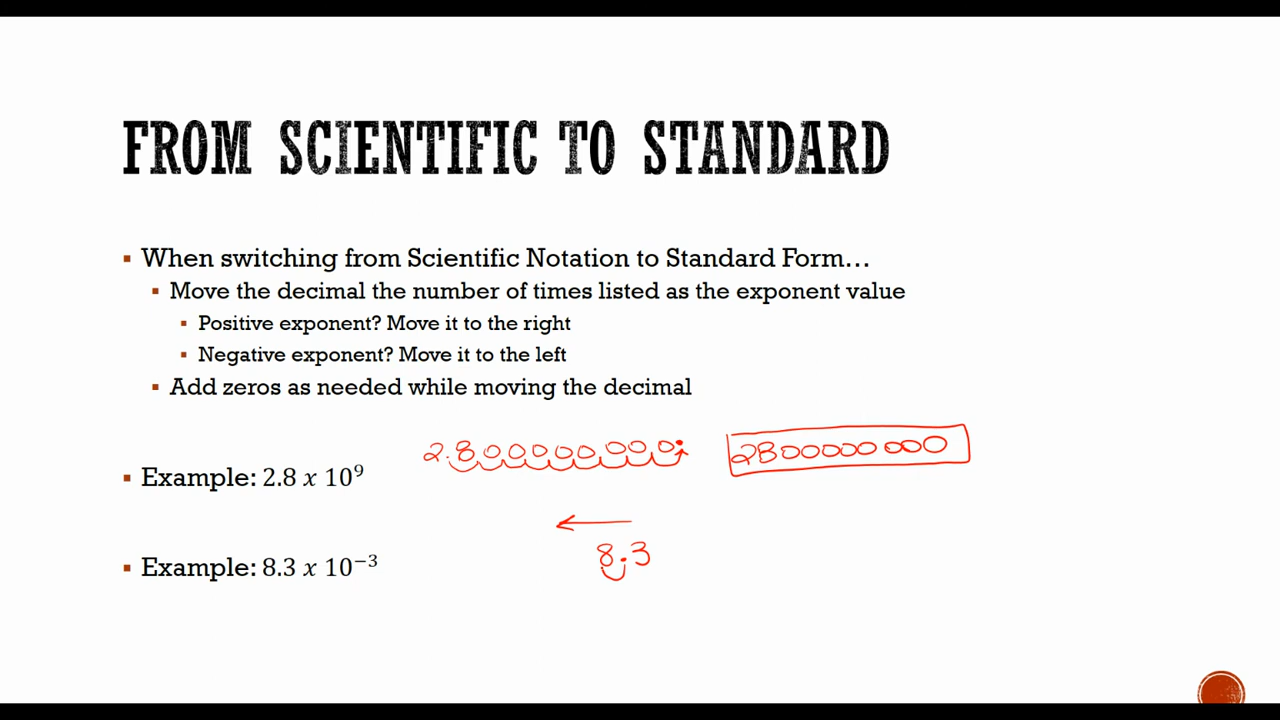 FROM SCIENTIFIC TO STANDARD
▪ When switching from Scientific Notation to Standard Form…
▪ Move the decimal the number of times listed as the exponent value
▪ Positive exponent? Move it to the right
▪ Negative exponent? Move it to the left
▪ Add zeros as needed while moving the decimal
2.800000000. 2800000000
▪ Example: 2.8 x 10⁹
8.3
▪ Example: 8.3 x 10⁻³